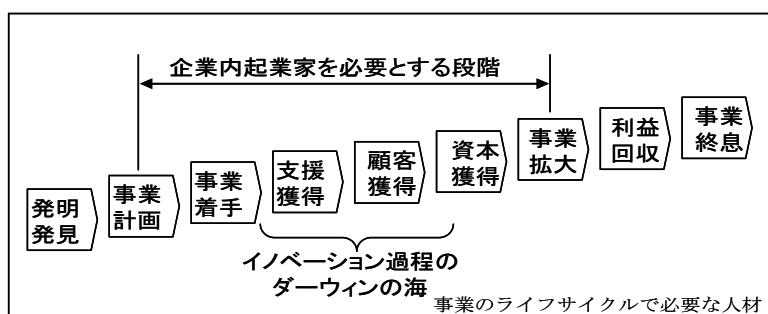 企業内起業家を必要とする段階
発明
発見
事業
計画
事業
着手
支援
獲得
顧客
獲得
資本
獲得
事業
拡大
利益
回収
事業
終息
イノベーション過程の
ダーウィンの海
事業のライフサイクルで必要な人材